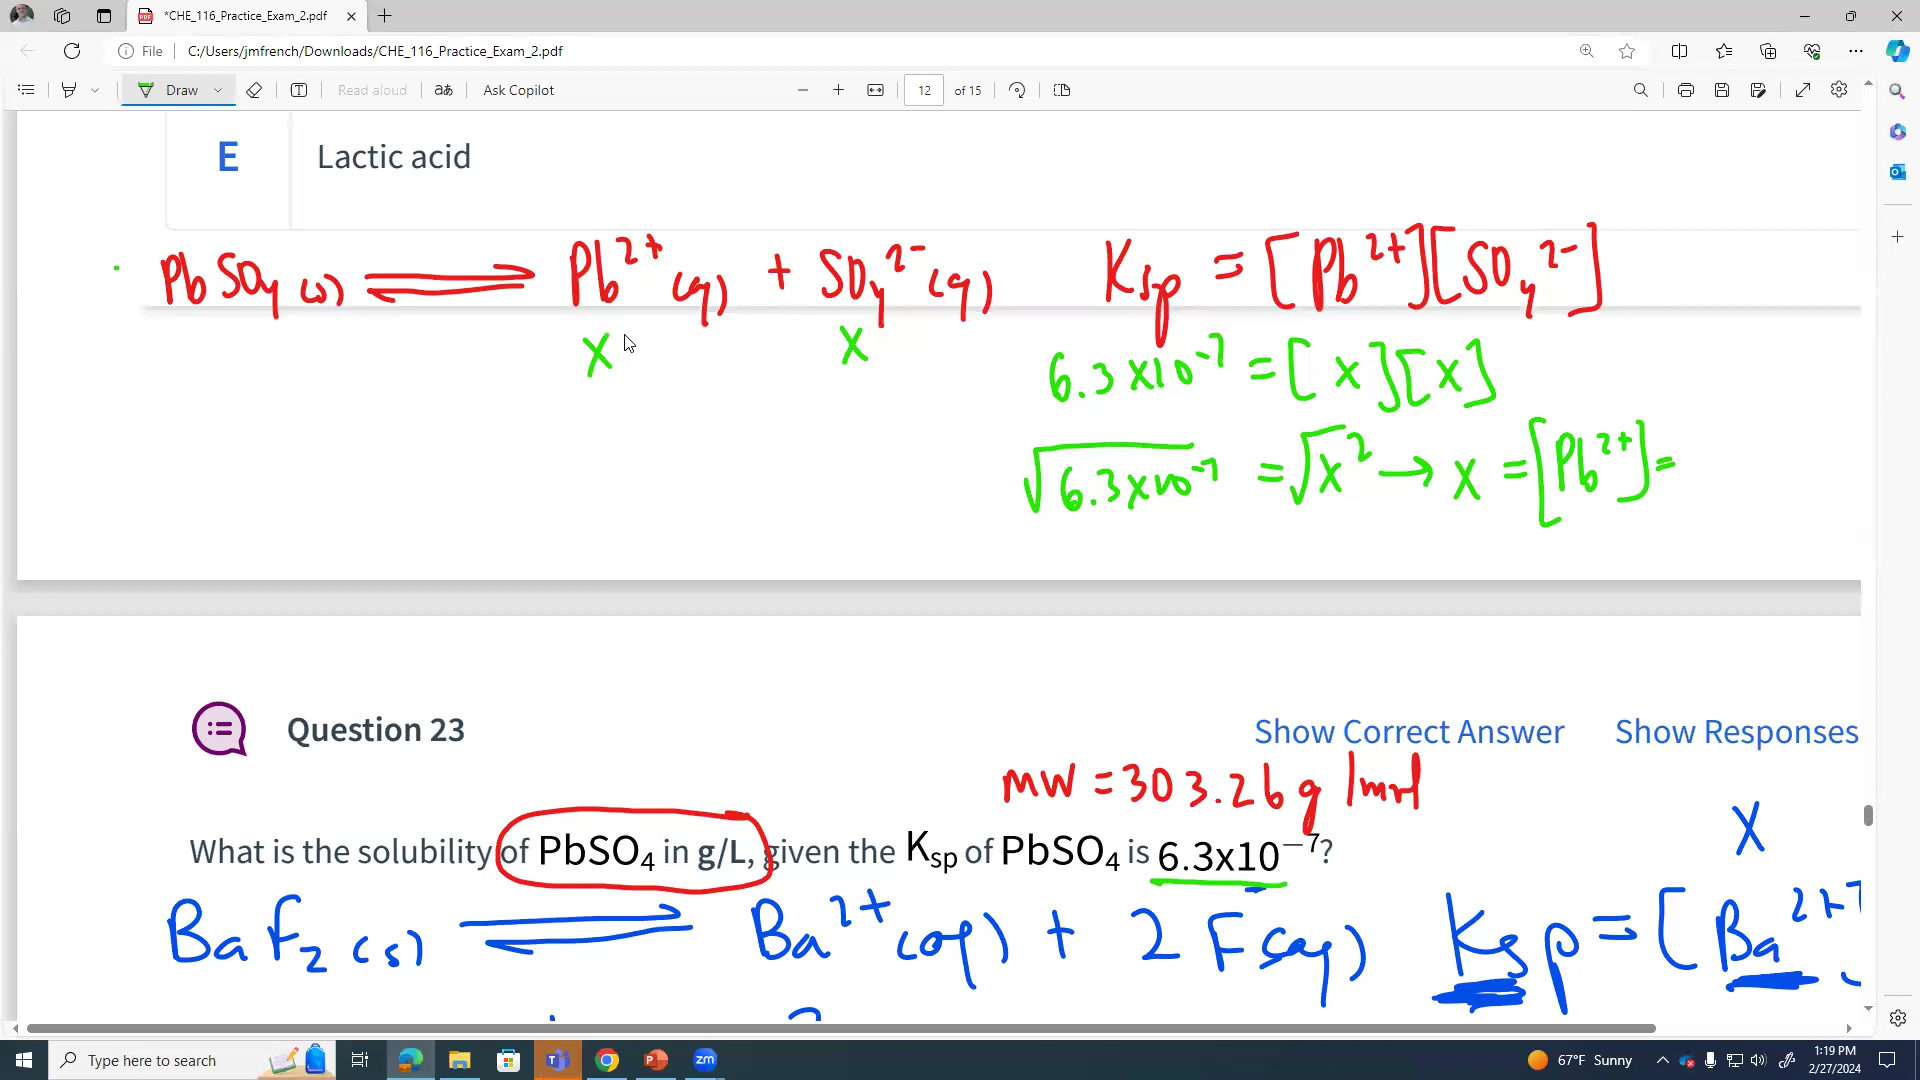 *CHE_116_Practice_Exam_2.pdf
File C:/Users/jmfrench/Downloads/CHE_116_Practice_Exam_2.pdf
Draw Read aloud aあ Ask Copilot 12 of 15
E Lactic acid
PbSO₄ (s) ⇌ Pb²⁺ (aq) + SO₄²⁻ (aq) Ksp = [Pb²⁺][SO₄²⁻]
x x
6.3x10⁻⁷ = [x][x]
√6.3x10⁻⁷ = √x² → x = [Pb²⁺] =
Question 23 Show Correct Answer Show Responses
MW = 303.26 g/mol
X
What is the solubility of PbSO₄ in g/L, given the Ksp of PbSO₄ is 6.3x10⁻⁷?
BaF₂ (s) ⇌ Ba²⁺ (aq) + 2 F⁻ (aq) Ksp = [Ba²⁺]
Type here to search zm 67°F Sunny 1:19 PM
2/27/2024